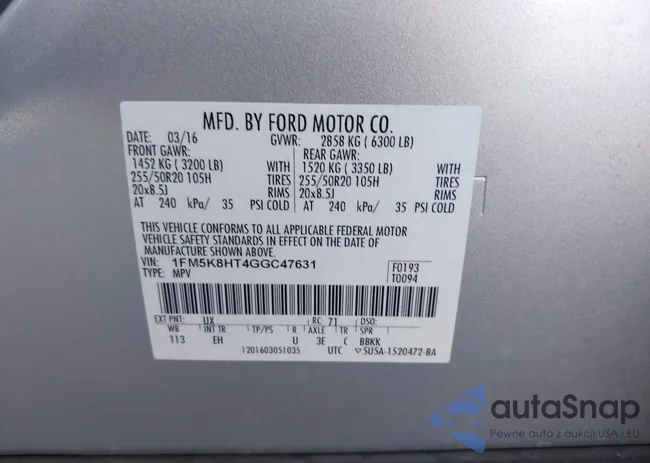 MFD. BY FORD MOTOR CO.
DATE: 03/16 GVWR: 2858 KG ( 6300 LB)
FRONT GAWR: REAR GAWR:
1452 KG ( 3200 LB) WITH 1520 KG ( 3350 LB) WITH
255/50R20 105H TIRES 255/50R20 105H TIRES
20x8.5J RIMS 20x8.5J RIMS
AT 240 kPa/ 35 PSI COLD AT 240 kPa/ 35 PSI COLD
THIS VEHICLE CONFORMS TO ALL APPLICABLE FEDERAL MOTOR
VEHICLE SAFETY STANDARDS IN EFFECT ON THE DATE OF
MANUFACTURE SHOWN ABOVE.
VIN: 1FM5K8HT4GGC47631 F0193
TYPE: MPV T0094
EXT PNT: UX RC: 71 DSO:
WB INT TR TP/PS R AXLE TR SPR
113 EH U 3E C BBKK
1201603051035 UTC 5USA-1520472-BA
autaSnap
Pewne auta z aukcji USA i EU